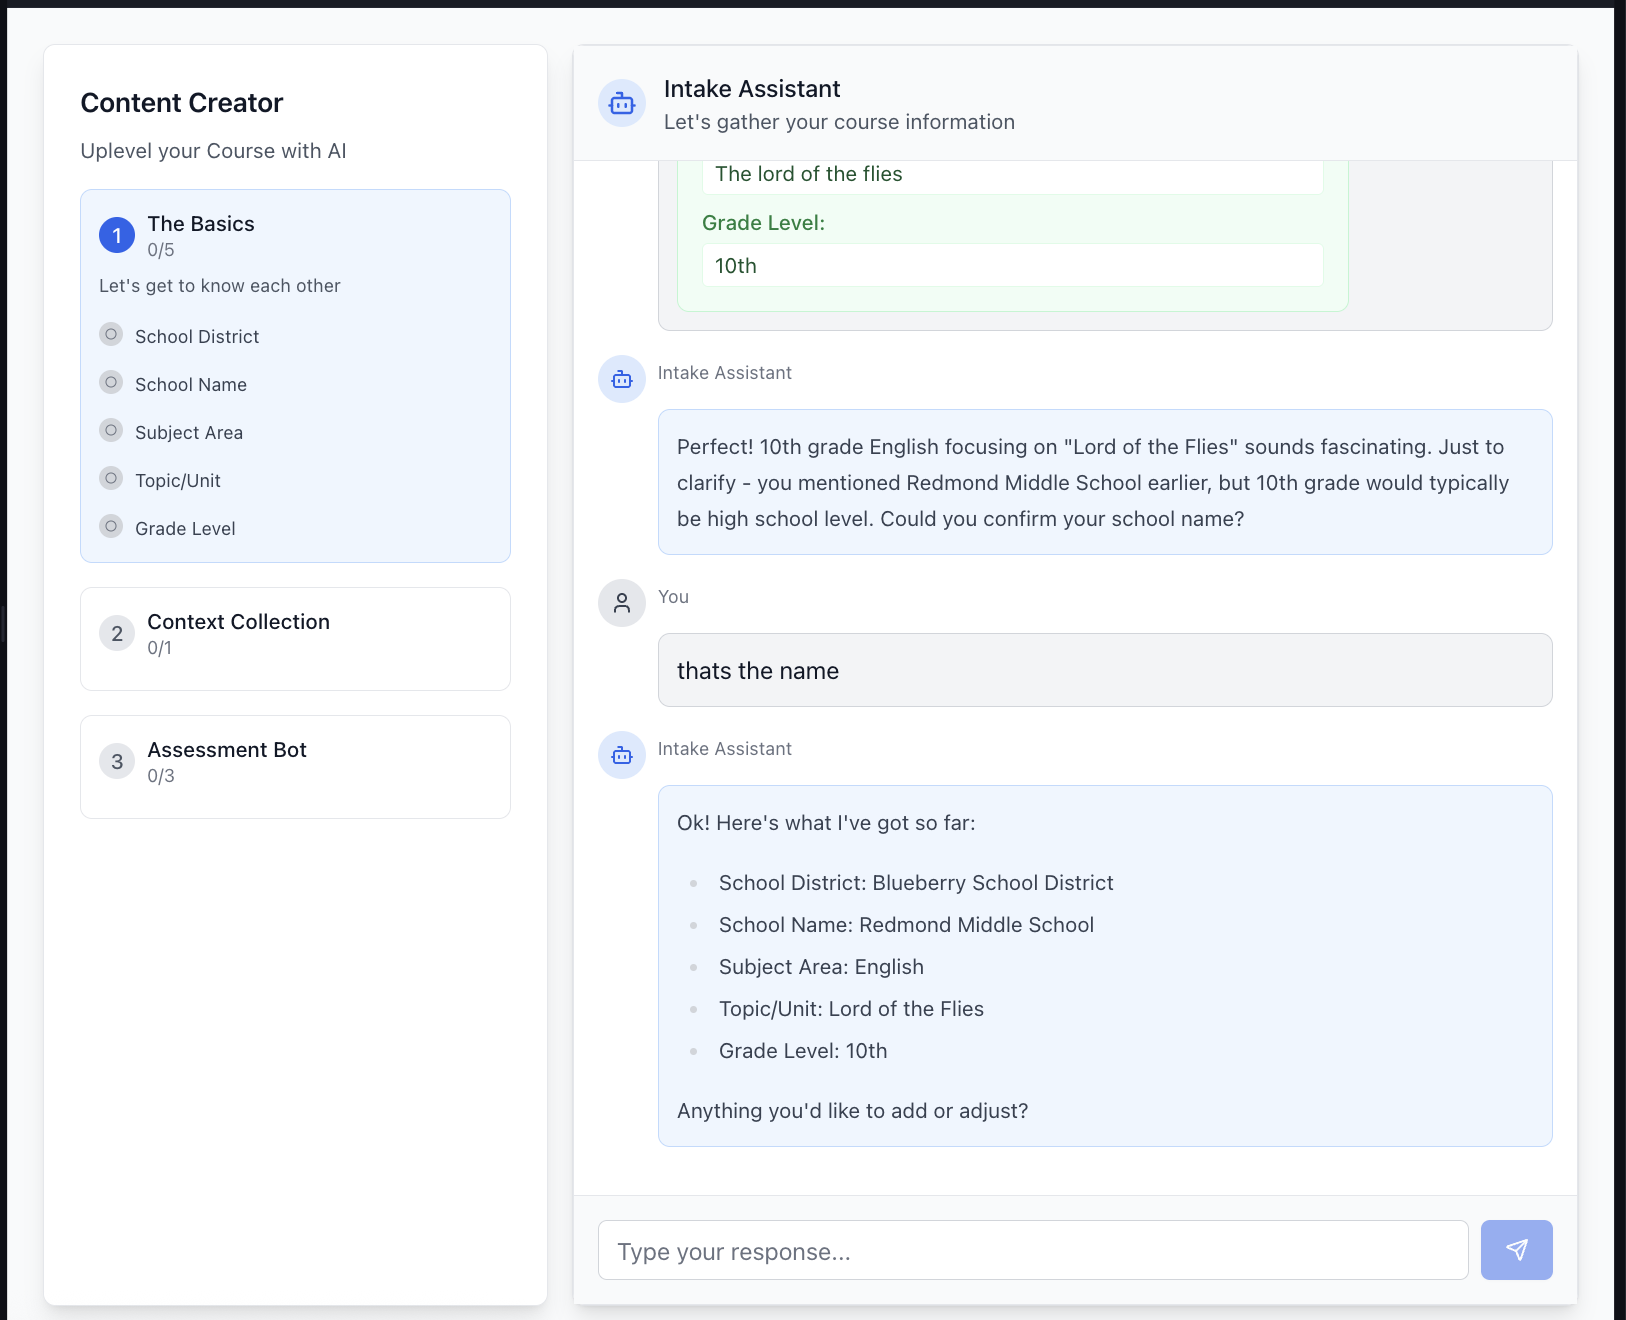 Content Creator
Uplevel your Course with AI
1
The Basics
0/5
Let's get to know each other
School District
School Name
Subject Area
Topic/Unit
Grade Level
2
Context Collection
0/1
3
Assessment Bot
0/3
Intake Assistant
Let's gather your course information
The lord of the flies
Grade Level:
10th
Intake Assistant
Perfect! 10th grade English focusing on "Lord of the Flies" sounds fascinating. Just to
clarify - you mentioned Redmond Middle School earlier, but 10th grade would typically
be high school level. Could you confirm your school name?
You
thats the name
Intake Assistant
Ok! Here's what I've got so far:
School District: Blueberry School District
School Name: Redmond Middle School
Subject Area: English
Topic/Unit: Lord of the Flies
Grade Level: 10th
Anything you'd like to add or adjust?
Type your response...